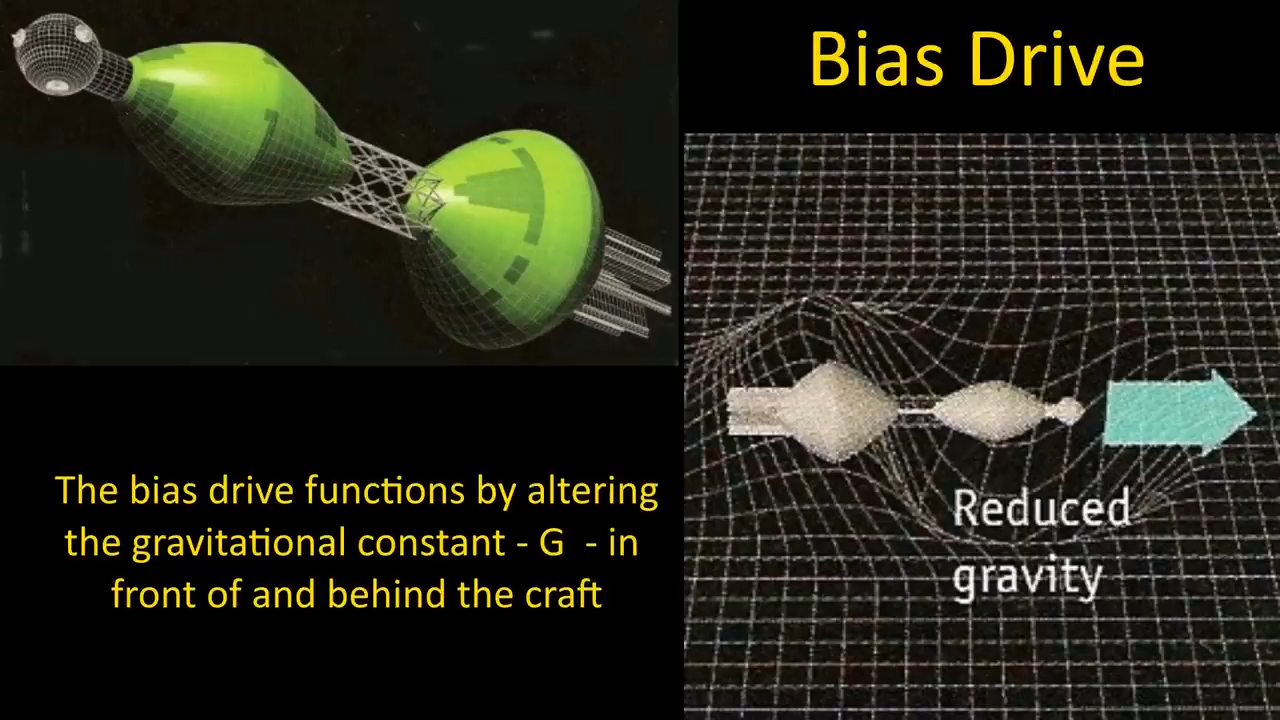 Bias Drive
The bias drive functions by altering
the gravitational constant - G  - in
front of and behind the craft
Reduced
gravity